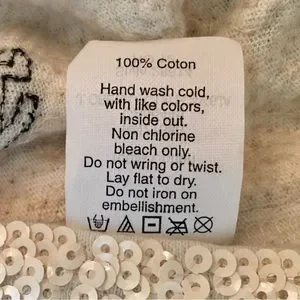 100% Coton
Hand wash cold,
with like colors,
inside out.
Non chlorine
bleach only.
Do not wring or twist.
Lay flat to dry.
Do not iron on
embellishment.